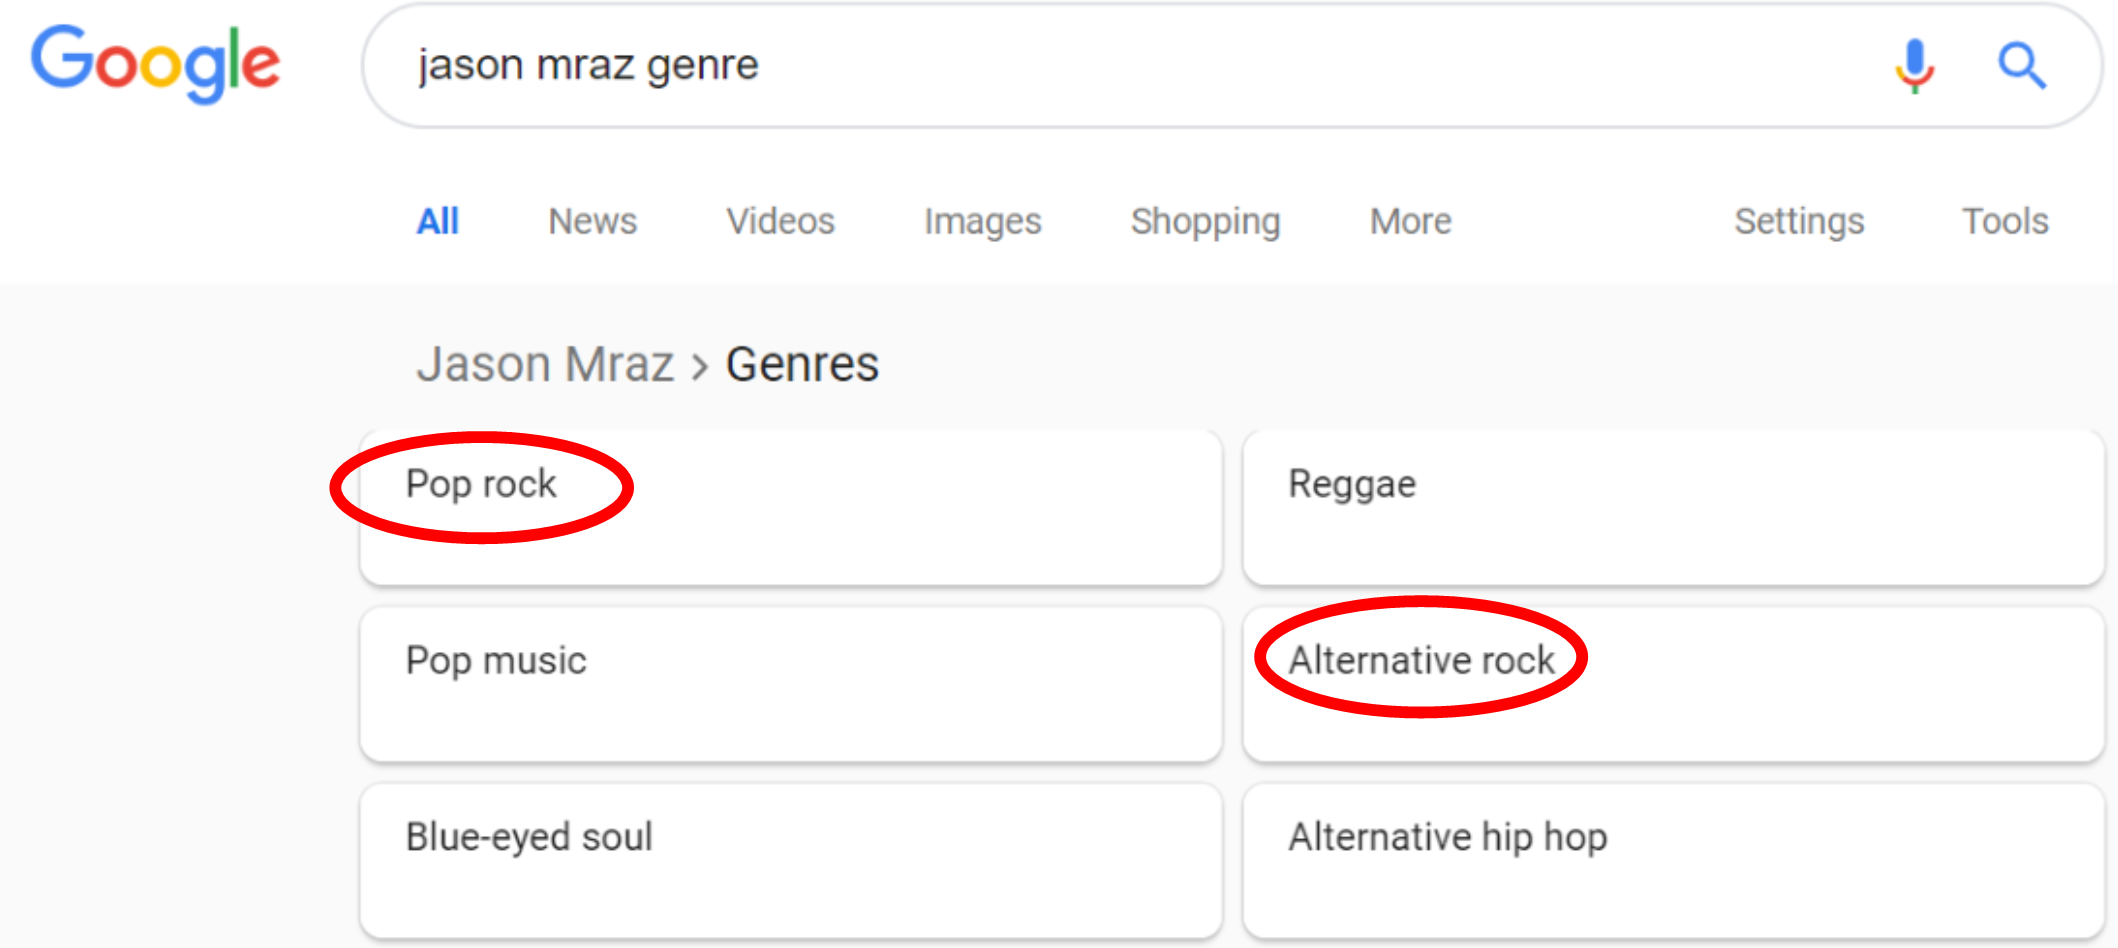 Google jason mraz genre
All News Videos Images Shopping More Settings Tools
Jason Mraz > Genres
Pop rock Reggae
Pop music Alternative rock
Blue-eyed soul Alternative hip hop